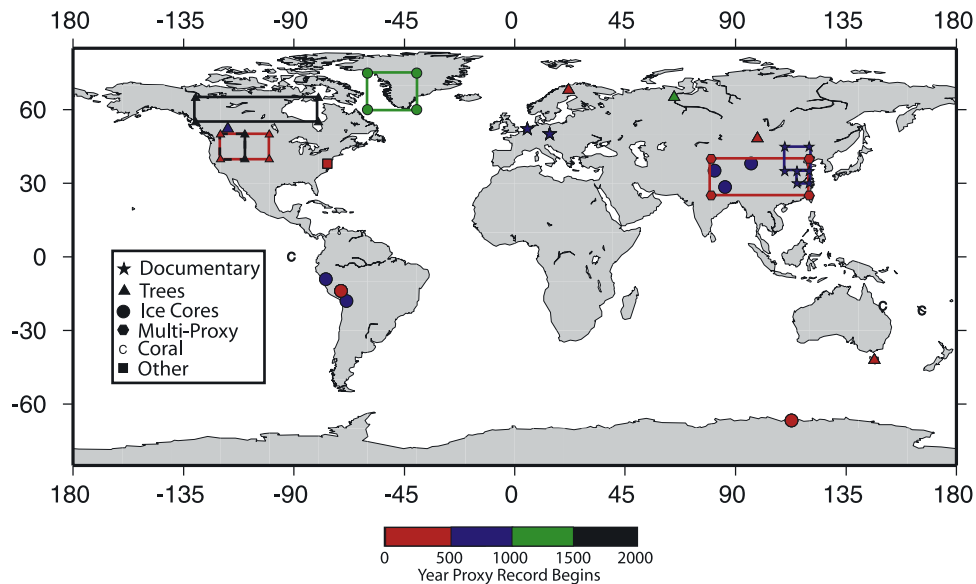 180 -135 -90 -45 0 45 90 135 180
60
30
0
-30
-60
★ Documentary
▲ Trees
● Ice Cores
⬣ Multi-Proxy
c Coral
■ Other
c
c
c
180 -135 -90 -45 0 45 90 135 180
0 500 1000 1500 2000
Year Proxy Record Begins